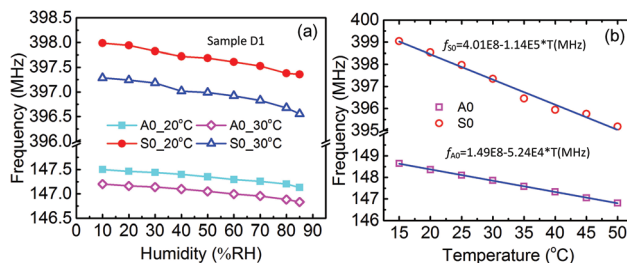 (a)
Sample D1
Frequency (MHz)
398.5
398.0
397.5
397.0
396.5
396.0
147.5
147.0
146.5
A0_20°C
A0_30°C
S0_20°C
S0_30°C
0 10 20 30 40 50 60 70 80 90
Humidity (%RH)
(b)
Frequency (MHz)
400
399
398
397
396
395
149
148
147
146
fS0=4.01E8-1.14E5*T(MHz)
A0
S0
fA0=1.49E8-5.24E4*T(MHz)
15 20 25 30 35 40 45 50
Temperature (°C)